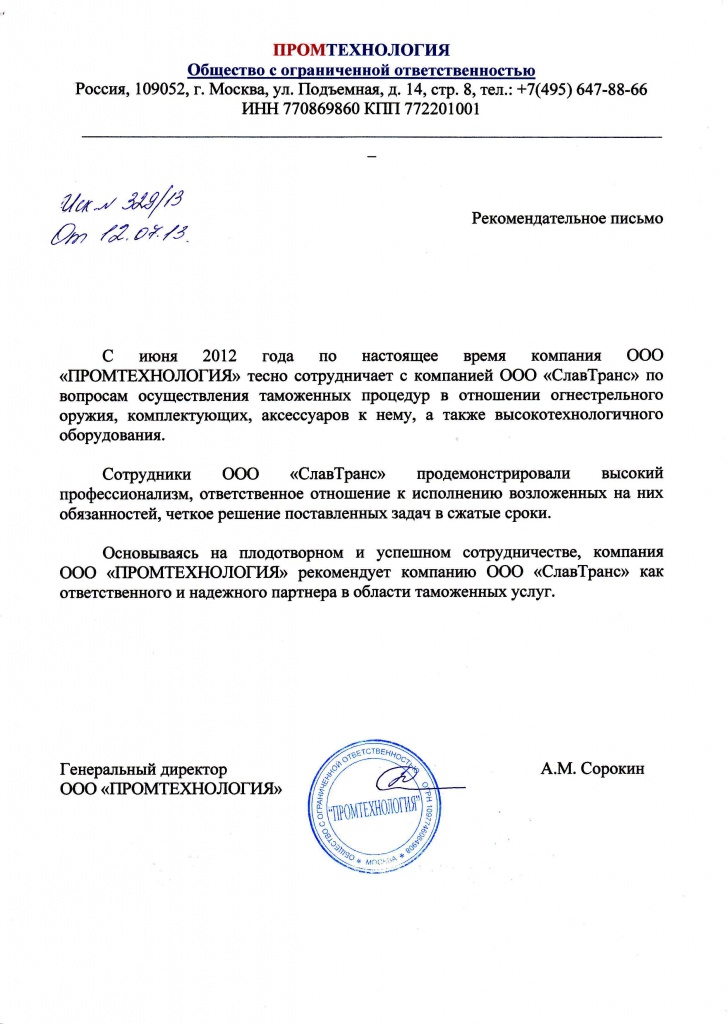 ПРОМТЕХНОЛОГИЯ
Общество с ограниченной ответственностью
Россия, 109052, г. Москва, ул. Подъемная, д. 14, стр. 8, тел.: +7(495) 647-88-66
ИНН 770869860 КПП 772201001
Исх № 329/13
От 12.07.13.
Рекомендательное письмо
С июня 2012 года по настоящее время компания ООО
«ПРОМТЕХНОЛОГИЯ» тесно сотрудничает с компанией ООО «СлавТранс» по
вопросам осуществления таможенных процедур в отношении огнестрельного
оружия, комплектующих, аксессуаров к нему, а также высокотехнологичного
оборудования.
Сотрудники ООО «СлавТранс» продемонстрировали высокий
профессионализм, ответственное отношение к исполнению возложенных на них
обязанностей, четкое решение поставленных задач в сжатые сроки.
Основываясь на плодотворном и успешном сотрудничестве, компания
ООО «ПРОМТЕХНОЛОГИЯ» рекомендует компанию ООО «СлавТранс» как
ответственного и надежного партнера в области таможенных услуг.
Генеральный директор
ООО «ПРОМТЕХНОЛОГИЯ»
А.М. Сорокин
ОБЩЕСТВО С ОГРАНИЧЕННОЙ ОТВЕТСТВЕННОСТЬЮ
"ПРОМТЕХНОЛОГИЯ"
* МОСКВА *